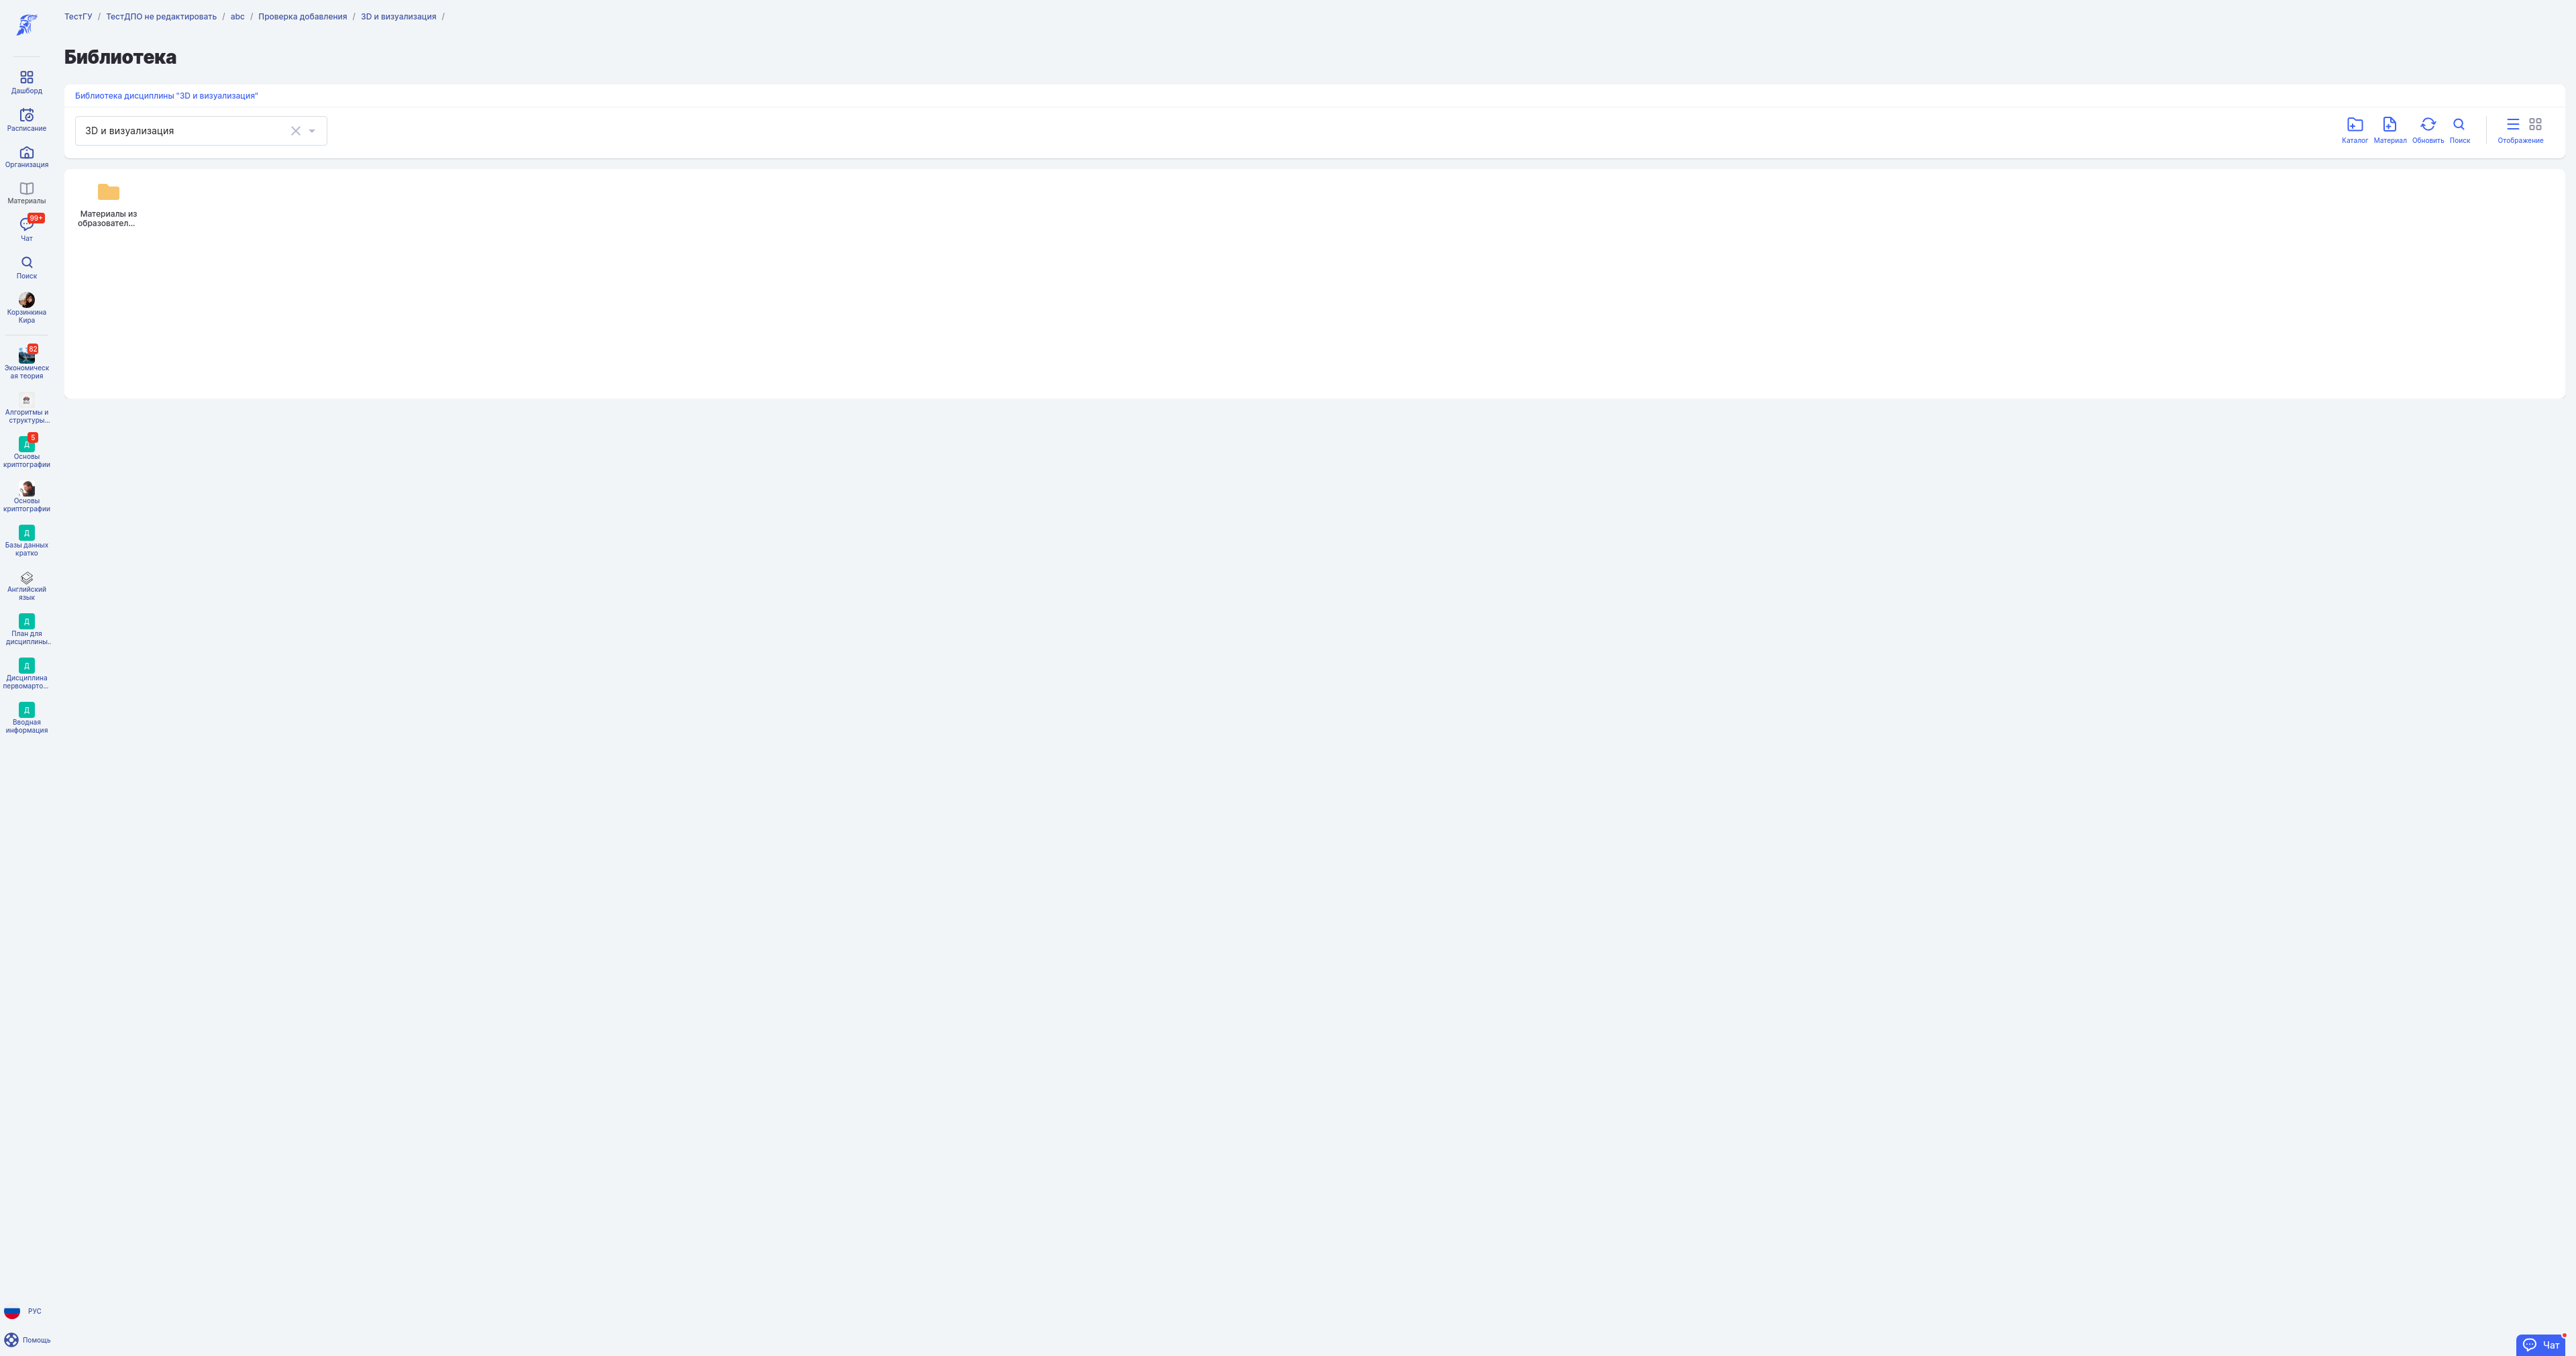 ТестГУ / ТестДПО не редактировать / abc / Проверка добавления / 3D и визуализация /
Библиотека
Библиотека дисциплины "3D и визуализация"
3D и визуализация
Каталог
Материал
Обновить
Поиск
Отображение
Материалы из
образовател...
Дашборд
Расписание
Организация
Материалы
99+
Чат
Поиск
Корзинкина
Кира
82
Экономическ
ая теория
Алгоритмы и
структуры...
Д
5
Основы
криптографии
Основы
криптографии
Д
Базы данных
кратко
Английский
язык
Д
План для
дисциплины..
Д
Дисциплина
первомарто...
Д
Вводная
информация
РУС
Помощь
Чат